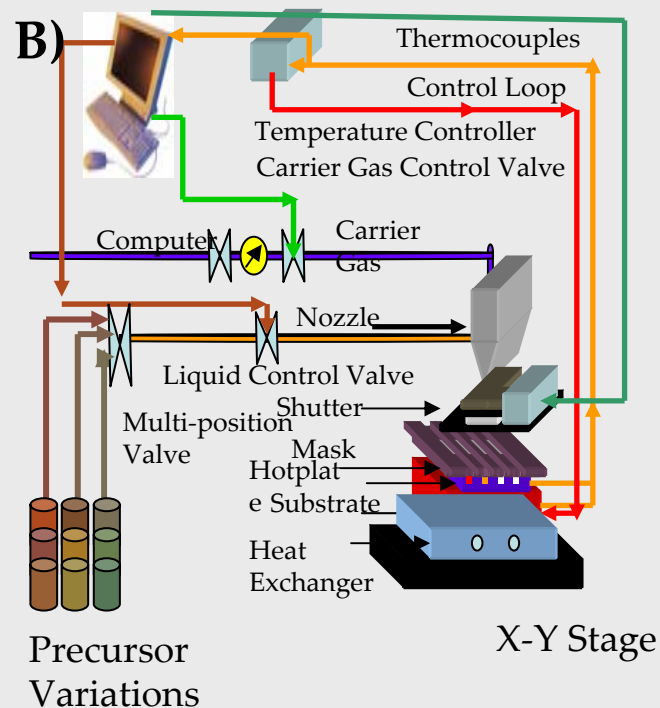 B)
Thermocouples
Control Loop
Temperature Controller
Carrier Gas Control Valve
Computer
Carrier
Gas
Nozzle
Liquid Control Valve
Multi-position
Valve
Shutter
Mask
Hotplat
e Substrate
Heat
Exchanger
Precursor
Variations
X-Y Stage